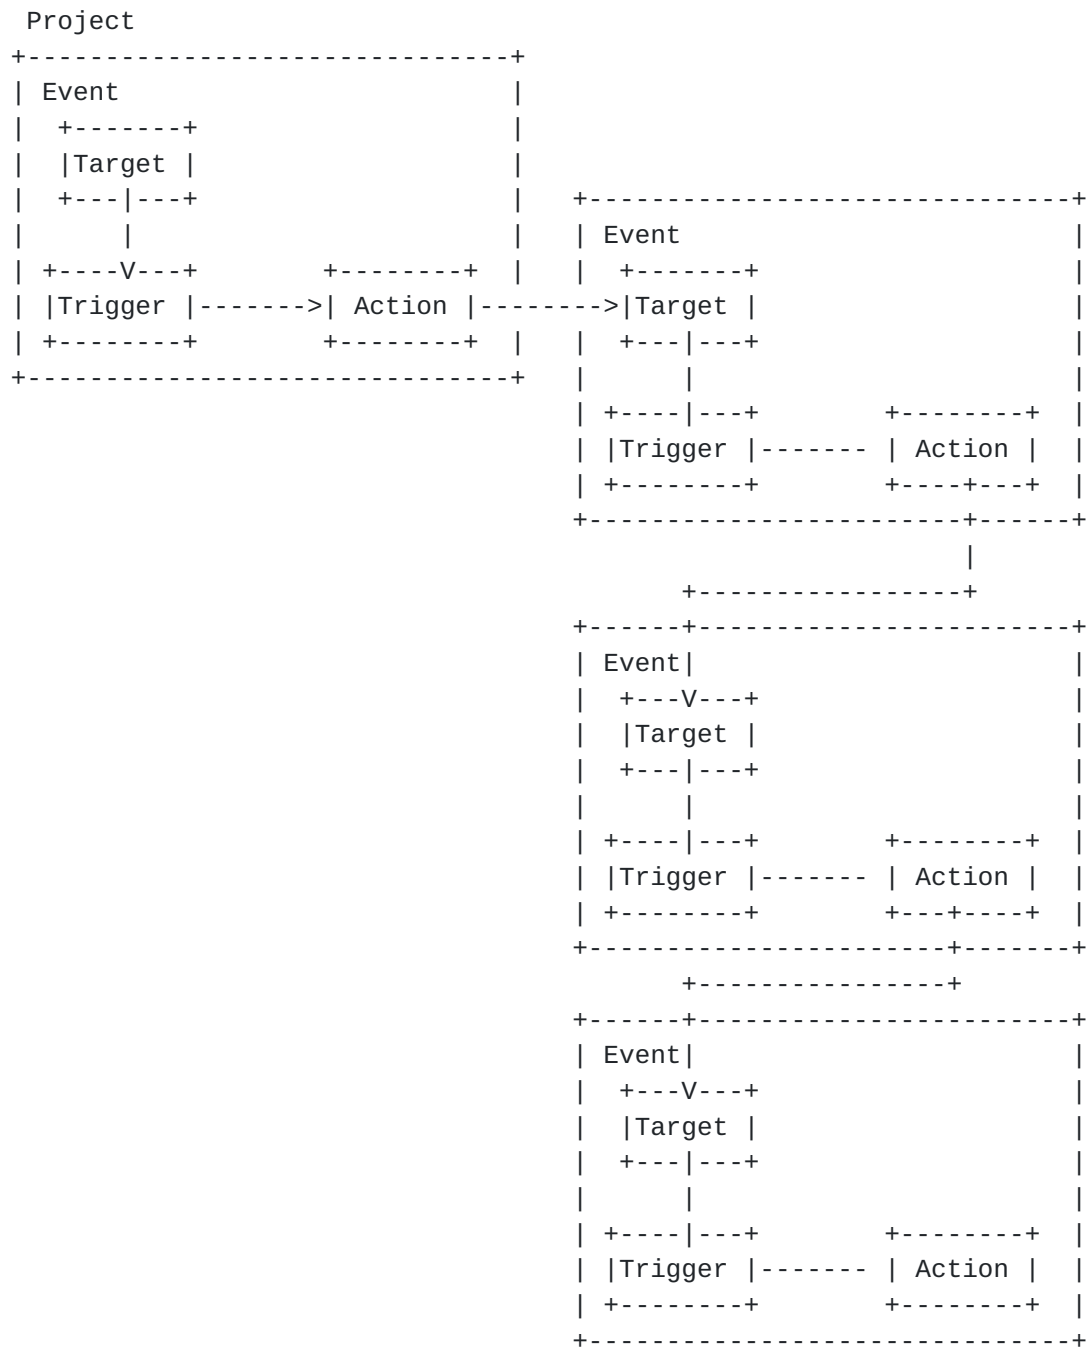 Project
Event
Target
Event
Trigger Action Target
Trigger Action
Event
Target
Trigger Action
Event
Target
Trigger Action